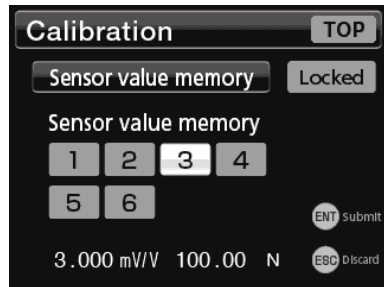 Calibration TOP
Sensor value memory Locked
Sensor value memory
1 2 3 4
5 6
ENT Submit
3.000 mV/V 100.00 N ESC Discard